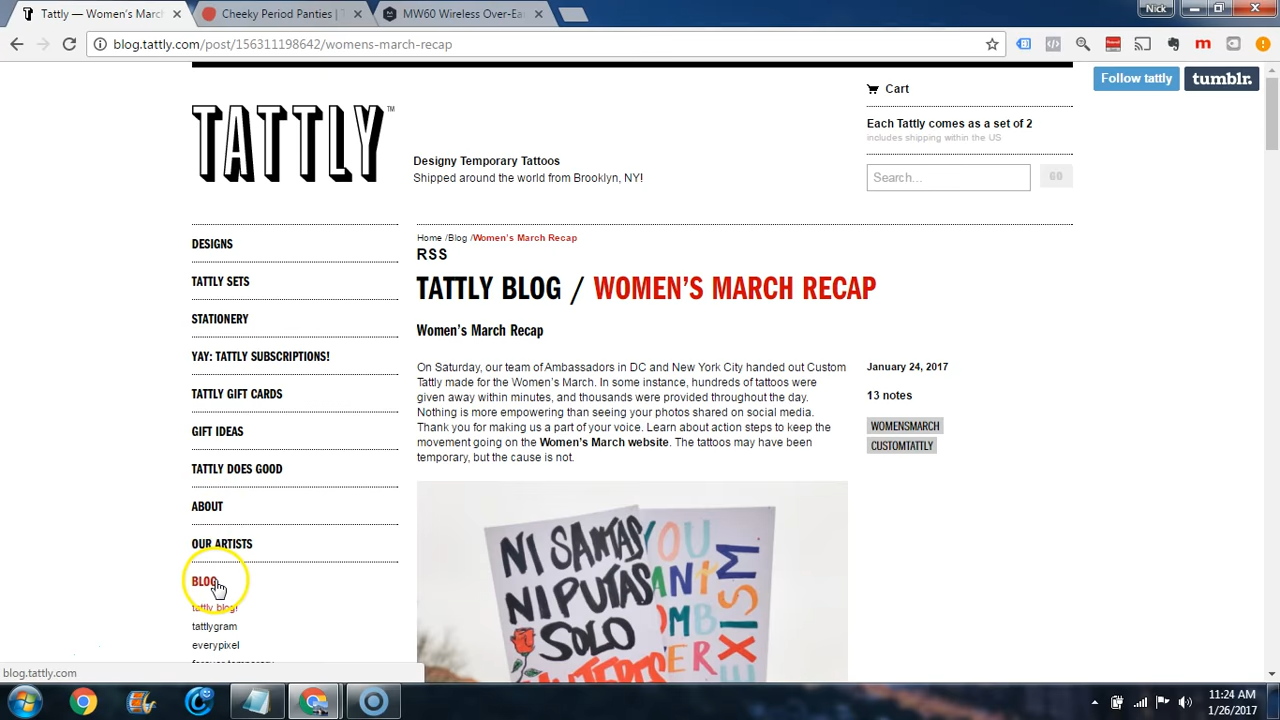 Tattly — Women's March
Cheeky Period Panties | T
MW60 Wireless Over-Ear
Nick
blog.tattly.com/post/156311198642/womens-march-recap
m
Follow tattly
tumblr.
Cart
TATTLY™
Each Tattly comes as a set of 2
includes shipping within the US
Designy Temporary Tattoos
Shipped around the world from Brooklyn, NY!
Search...
GO
DESIGNS
TATTLY SETS
STATIONERY
YAY: TATTLY SUBSCRIPTIONS!
TATTLY GIFT CARDS
GIFT IDEAS
TATTLY DOES GOOD
ABOUT
OUR ARTISTS
BLOG
tattly blog!
tattlygram
everypixel
forever temporary
Home /Blog /Women's March Recap
RSS
TATTLY BLOG / WOMEN'S MARCH RECAP
Women's March Recap
On Saturday, our team of Ambassadors in DC and New York City handed out Custom
Tattly made for the Women's March. In some instance, hundreds of tattoos were
given away within minutes, and thousands were provided throughout the day.
Nothing is more empowering than seeing your photos shared on social media.
Thank you for making us a part of your voice. Learn about action steps to keep the
movement going on the Women's March website. The tattoos may have been
temporary, but the cause is not.
January 24, 2017
13 notes
WOMENSMARCH
CUSTOMTATTLY
NI SANTAS
NI PUTAS
SOLO
YOU
SEXISM
blog.tattly.com
11:24 AM
1/26/2017